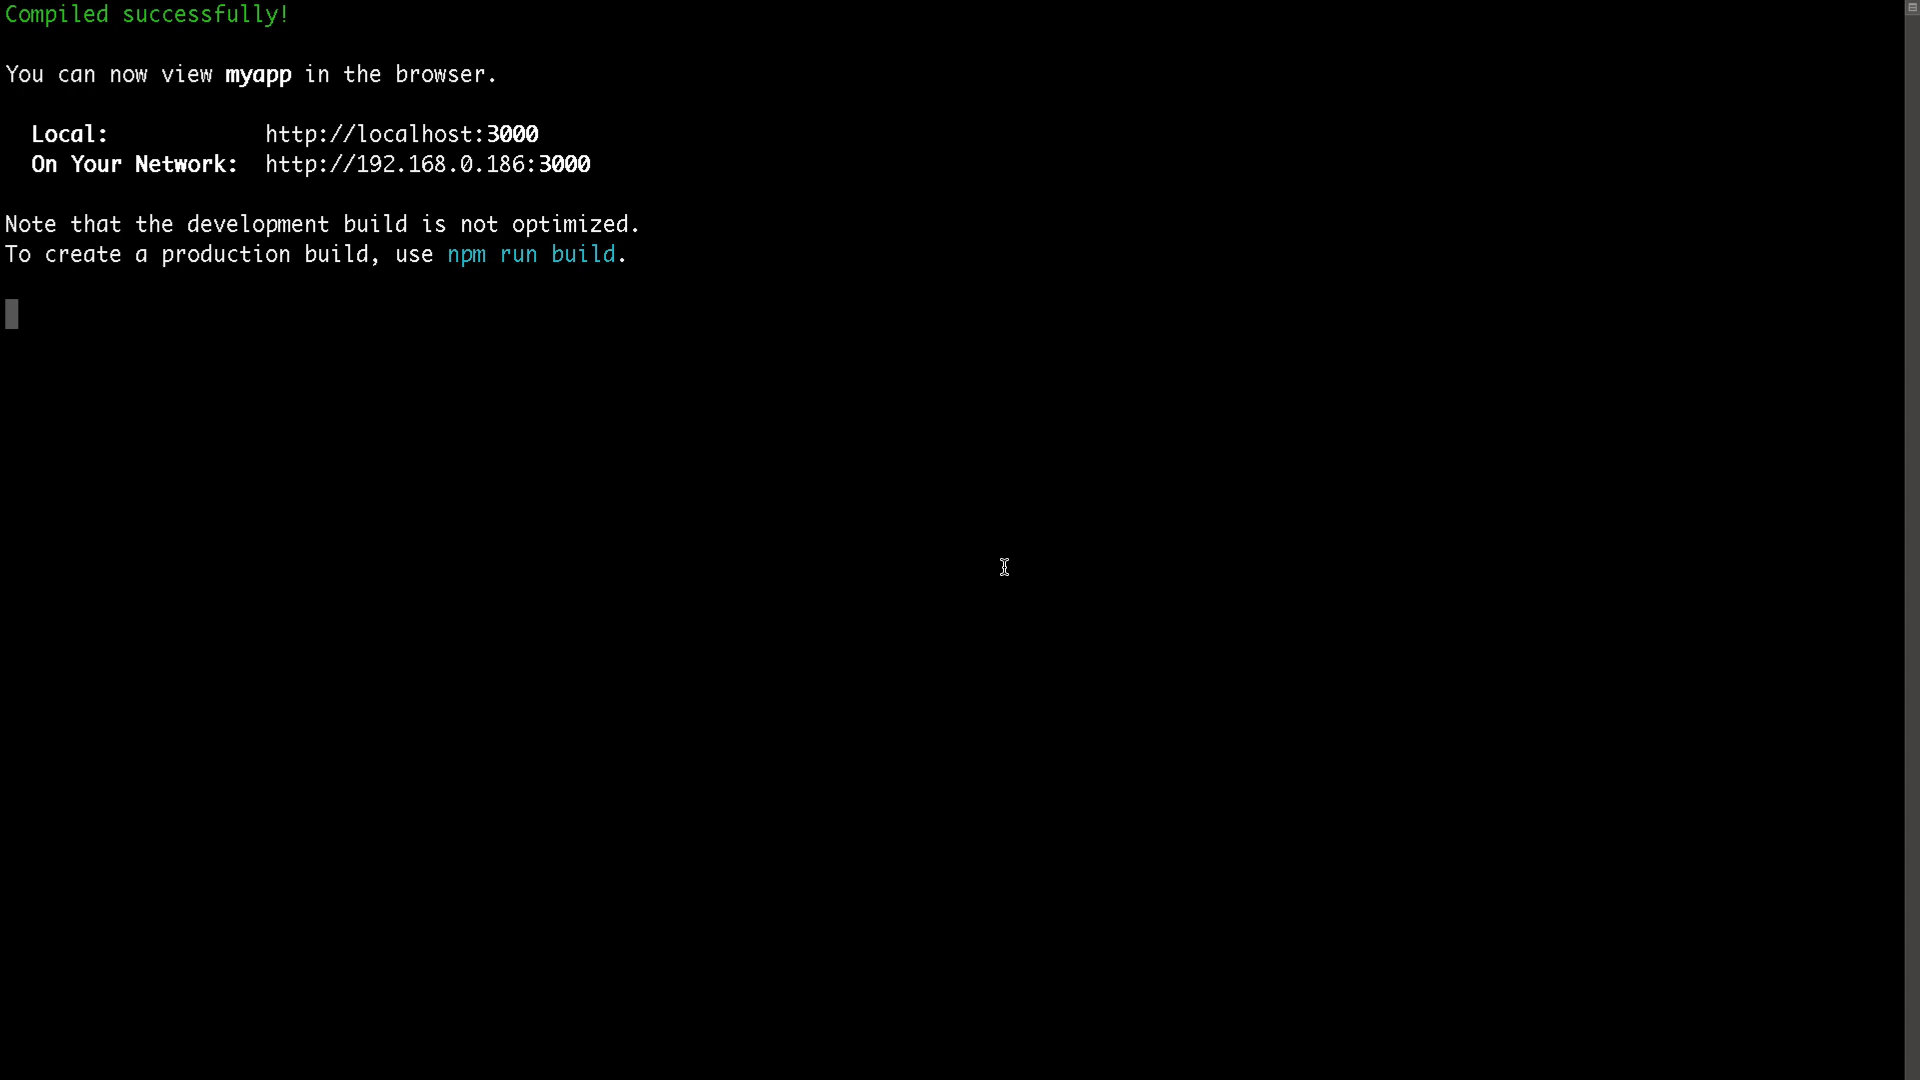 Compiled successfully!
You can now view myapp in the browser.
Local: http://localhost:3000
On Your Network: http://192.168.0.186:3000
Note that the development build is not optimized.
To create a production build, use npm run build.